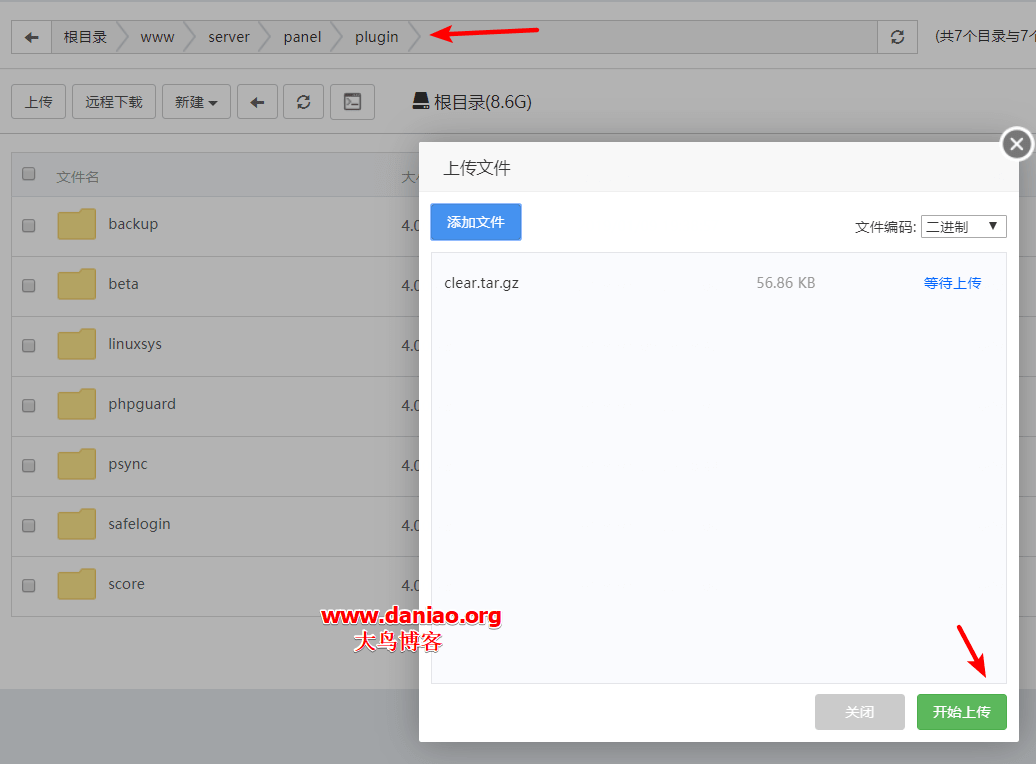 根目录 www server panel plugin (共7个目录与7个
上传 远程下载 新建 根目录(8.6G)
上传文件
文件名 大小
添加文件 文件编码: 二进制
backup 4.0
clear.tar.gz 56.86 KB 等待上传
beta 4.0
linuxsys 4.0
phpguard 4.0
psync 4.0
safelogin 4.0
score 4.0
www.daniao.org
大鸟博客
关闭 开始上传